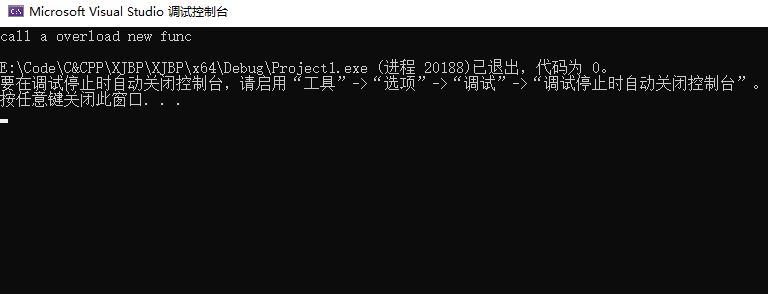 Microsoft Visual Studio 调试控制台
call a overload new func
E:\Code\C&CPP\XJBP\XJBP\x64\Debug\Project1.exe (进程 20188)已退出，代码为 0。
要在调试停止时自动关闭控制台，请启用“工具”->“选项”->“调试”->“调试停止时自动关闭控制台”。
按任意键关闭此窗口. . .